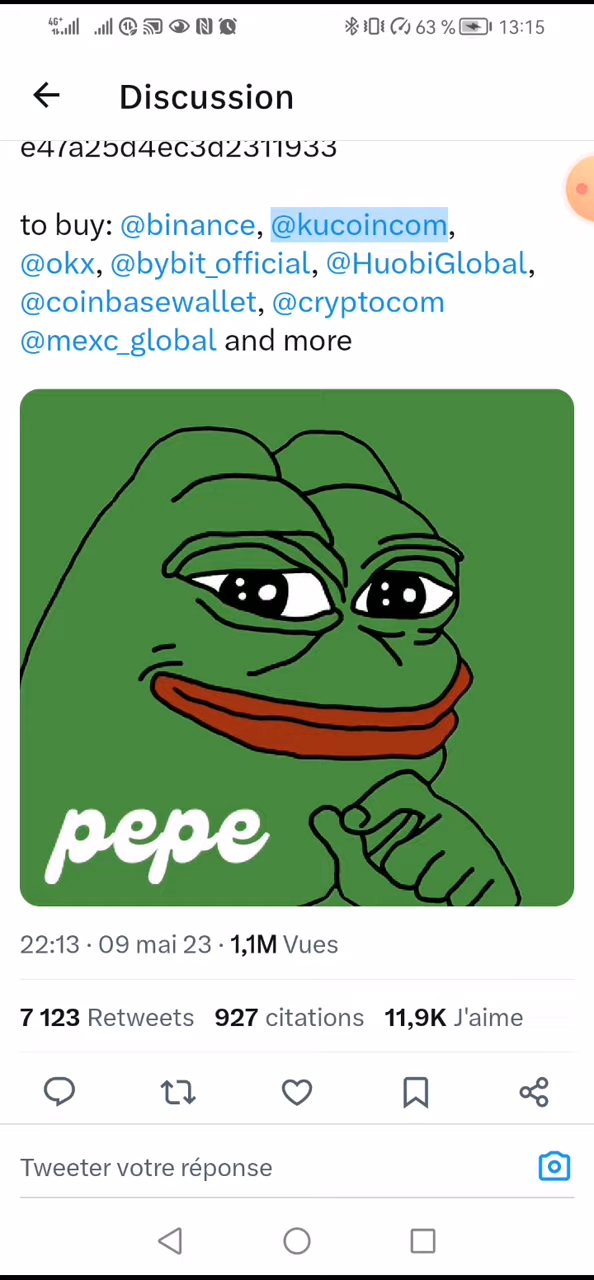 4G+ 63 % 13:15
Discussion
e47a25d4ec3d2311933
to buy: @binance, @kucoincom,
@okx, @bybit_official, @HuobiGlobal,
@coinbasewallet, @cryptocom
@mexc_global and more
pepe
22:13 · 09 mai 23 · 1,1M Vues
7 123 Retweets 927 citations 11,9K J'aime
Tweeter votre réponse